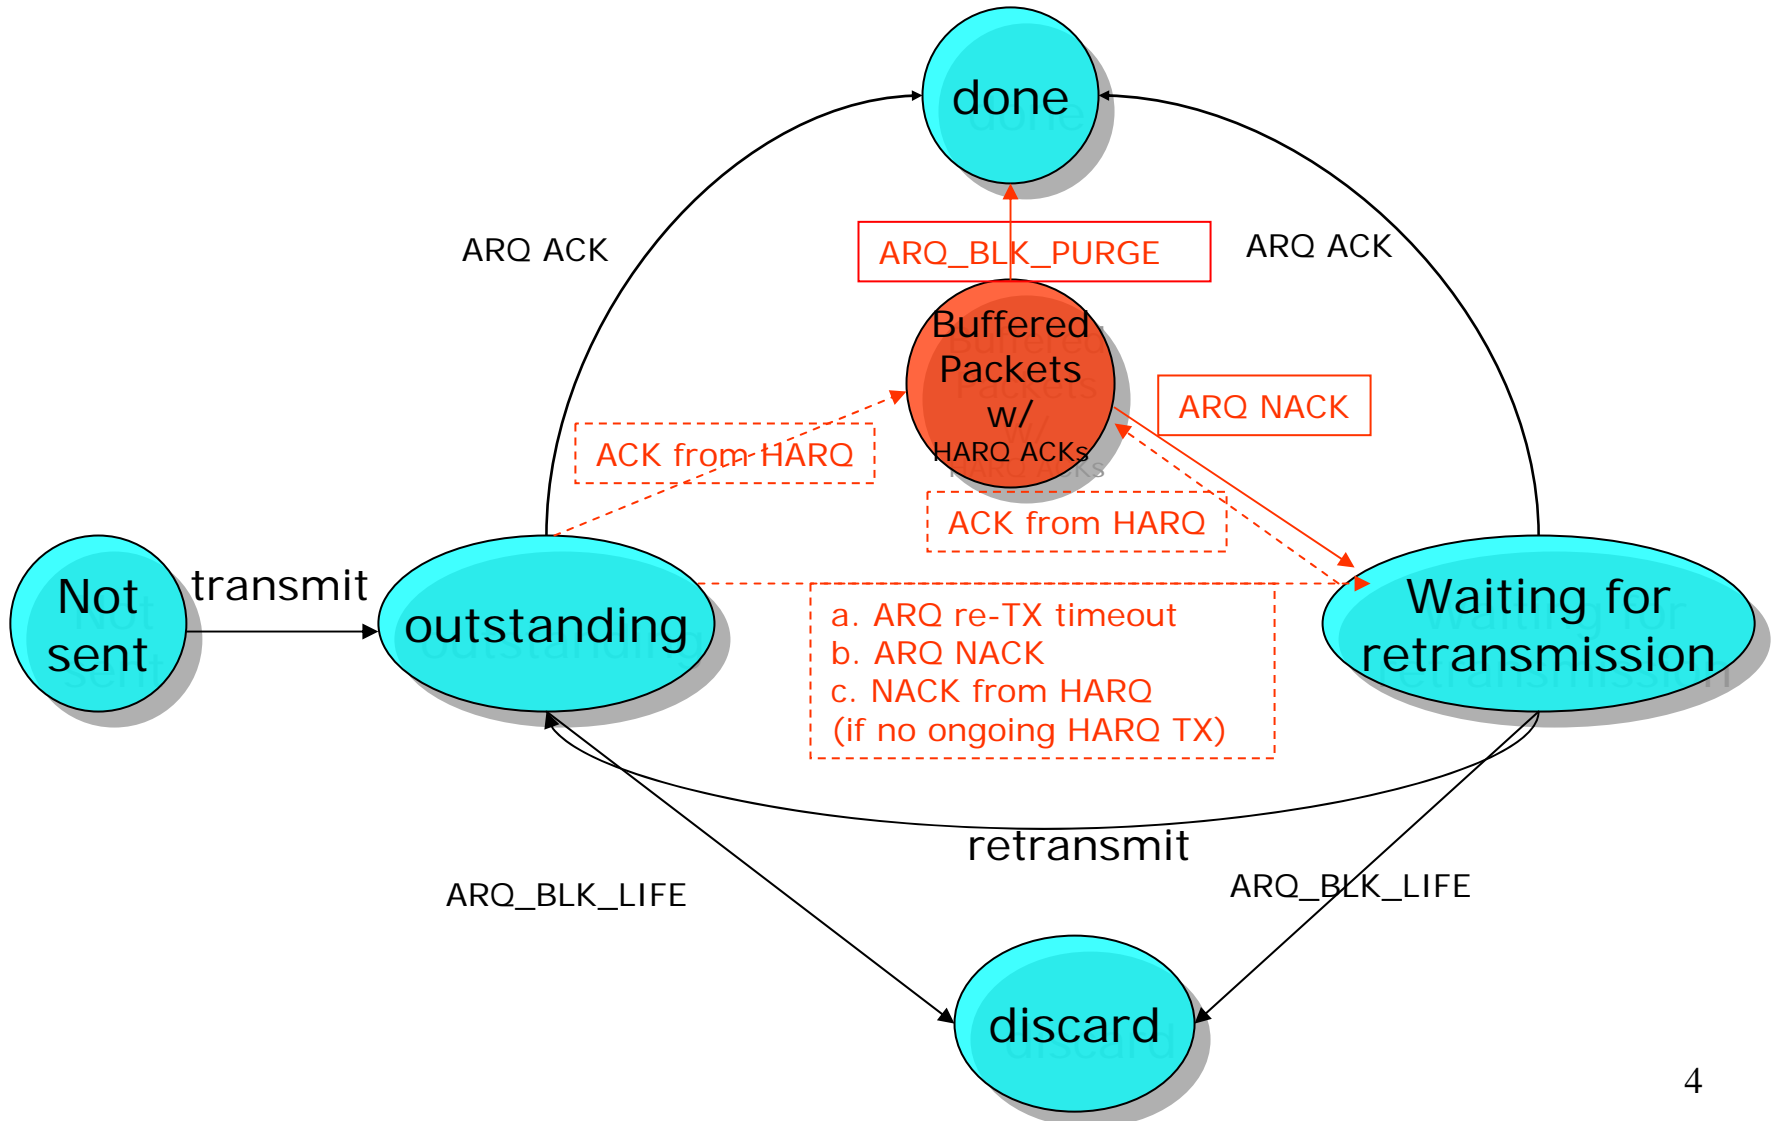 done
ARQ ACK
ARQ_BLK_PURGE
ARQ ACK
Buffered
Packets
w/
HARQ ACKs
ARQ NACK
ACK from HARQ
ACK from HARQ
Not
sent
transmit
outstanding
a. ARQ re-TX timeout
b. ARQ NACK
c. NACK from HARQ
(if no ongoing HARQ TX)
Waiting for
retransmission
retransmit
ARQ_BLK_LIFE
ARQ_BLK_LIFE
discard
4